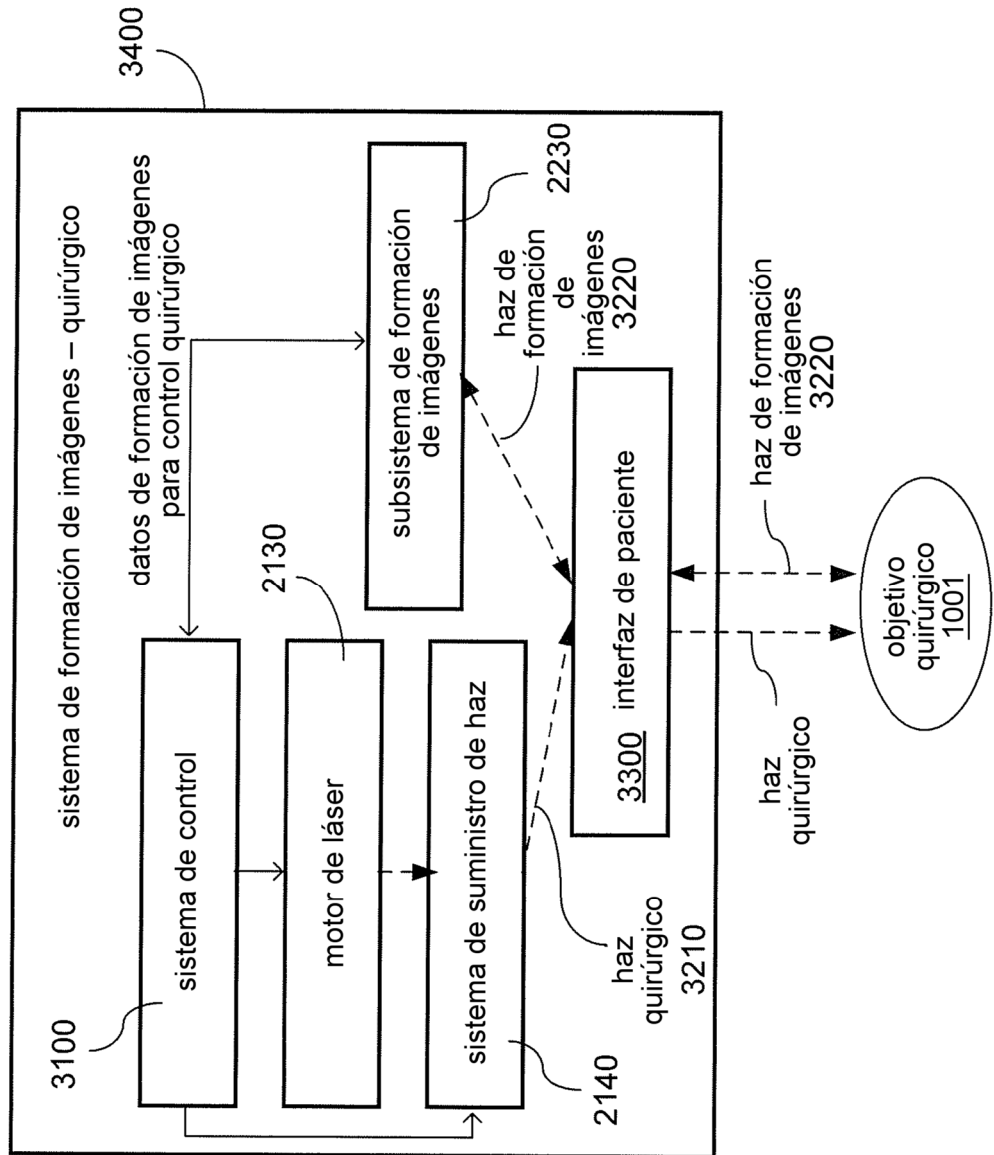 sistema de formación de imágenes – quirúrgico
3400
datos de formación de imágenes
para control quirúrgico
3100
sistema de control
2130
motor de láser
sistema de suministro de haz
2140
subsistema de formación
de imágenes
2230
haz de
formación
de
imágenes
3220
haz
quirúrgico
3210
3300 interfaz de paciente
haz
quirúrgico
haz de formación
de imágenes
3220
objetivo
quirúrgico
1001